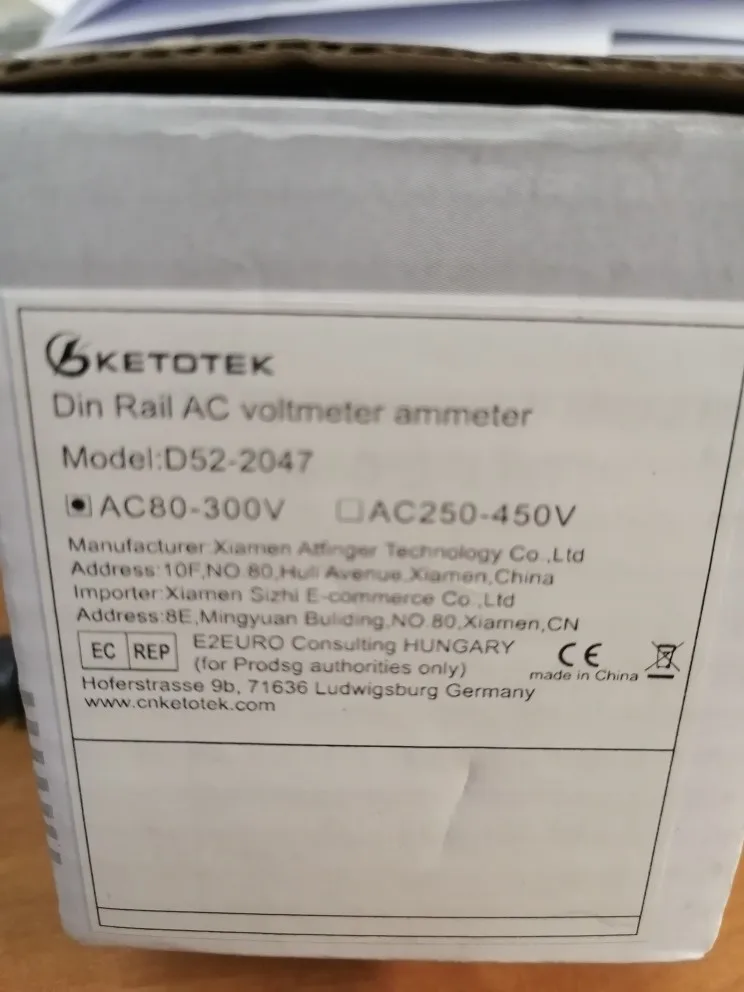 KETOTEK
Din Rail AC voltmeter ammeter
Model:D52-2047
AC80-300V AC250-450V
Manufacturer:Xiamen Atfinger Technology Co.,Ltd
Address:10F,NO.80,Huli Avenue,Xiamen,China
Importer:Xiamen Sizhi E-commerce Co.,Ltd
Address:8E,Mingyuan Buliding,NO.80,Xiamen,CN
EC REP
E2EURO Consulting HUNGARY
(for Prodsg authorities only)
CE
made in China
Hoferstrasse 9b, 71636 Ludwigsburg Germany
www.cnketotek.com